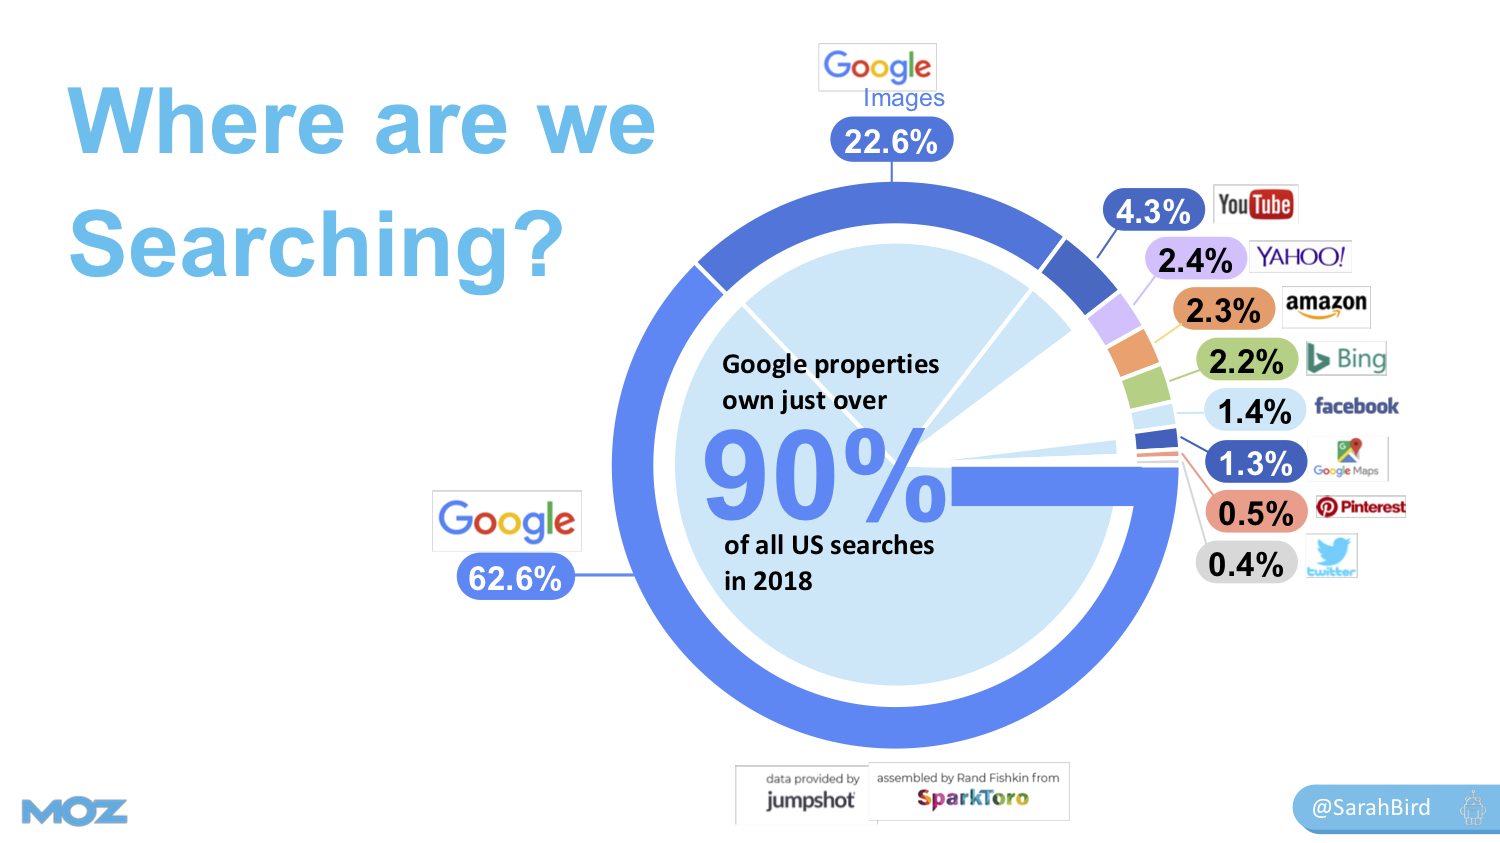 Where are we
Searching?
Google
Images
22.6%
4.3%
YouTube
2.4%
YAHOO!
2.3%
amazon
2.2%
Bing
1.4%
facebook
1.3%
Google Maps
0.5%
Pinterest
0.4%
twitter
Google
62.6%
Google properties
own just over
90%
of all US searches
in 2018
data provided by
jumpshot
assembled by Rand Fishkin from
SparkToro
MOZ
@SarahBird